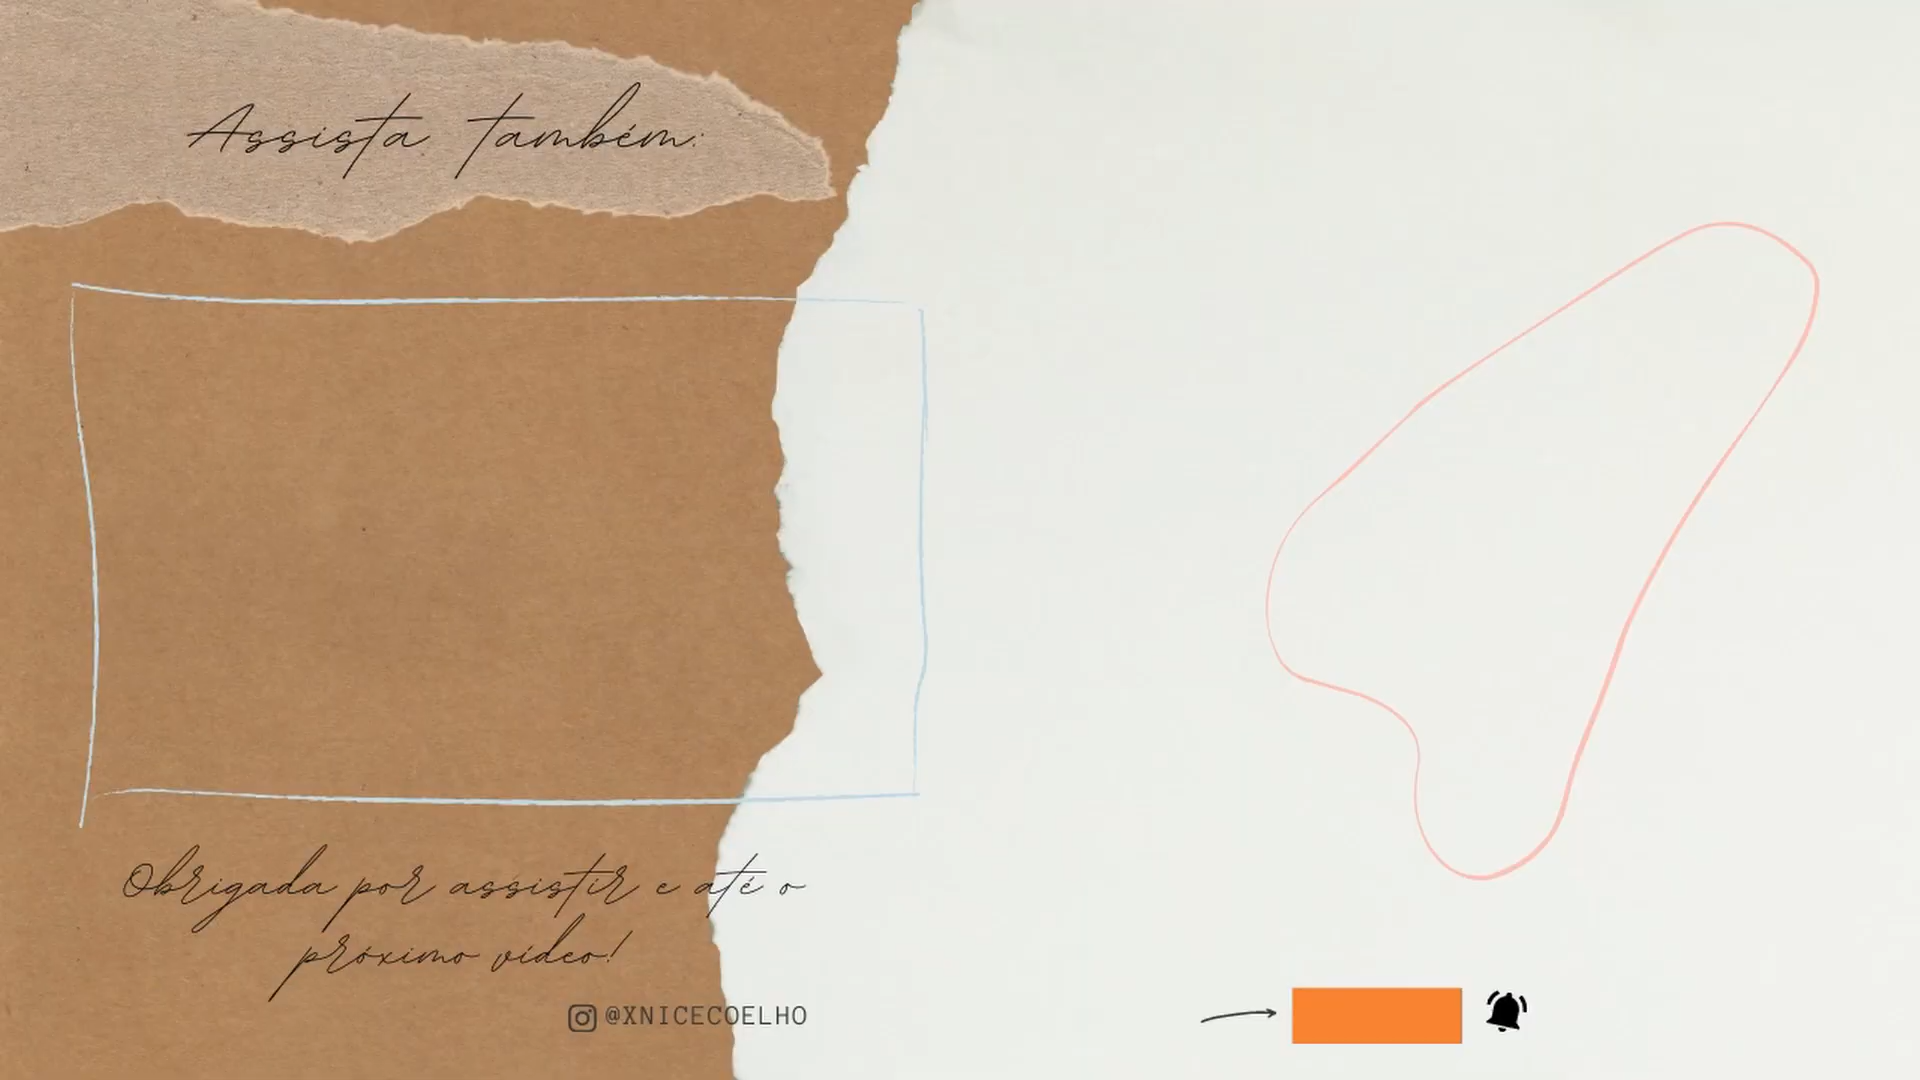 Assista também:
Obrigada por assistir e até o
próximo vídeo!
@XNICECOELHO